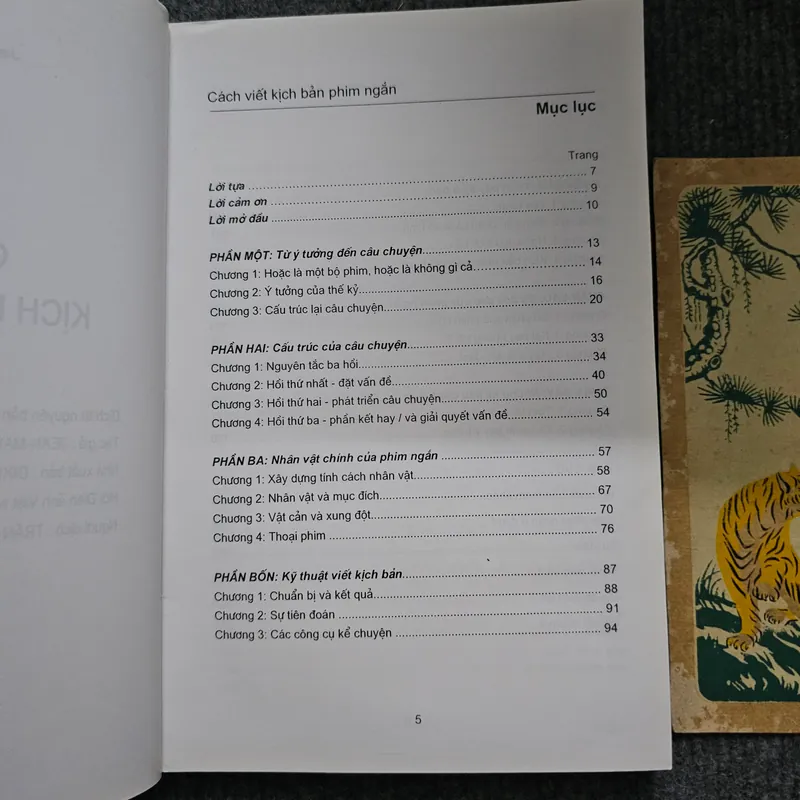 Cách viết kịch bản phim ngắn
Mục lục
Trang
Lời tựa ........ 7
Lời cảm ơn ........ 9
Lời mở đầu ........ 10
PHẦN MỘT: Từ ý tưởng đến câu chuyện ........ 13
Chương 1: Hoặc là một bộ phim, hoặc là không gì cả ........ 14
Chương 2: Ý tưởng của thế kỷ ........ 16
Chương 3: Cấu trúc lại câu chuyện ........ 20
PHẦN HAI: Cấu trúc của câu chuyện ........ 33
Chương 1: Nguyên tắc ba hồi ........ 34
Chương 2: Hồi thứ nhất - đặt vấn đề ........ 40
Chương 3: Hồi thứ hai - phát triển câu chuyện ........ 50
Chương 4: Hồi thứ ba - phần kết hay / và giải quyết vấn đề ........ 54
PHẦN BA: Nhân vật chính của phim ngắn ........ 57
Chương 1: Xây dựng tính cách nhân vật ........ 58
Chương 2: Nhân vật và mục đích ........ 67
Chuơng 3: Vật cản và xung đột ........ 70
Chương 4: Thoại phim ........ 76
PHẦN BỐN: Kỹ thuật viết kịch bản ........ 87
Chương 1: Chuẩn bị và kết quả ........ 88
Chương 2: Sự tiên đoán ........ 91
Chương 3: Các công cụ kể chuyện ........ 94
5